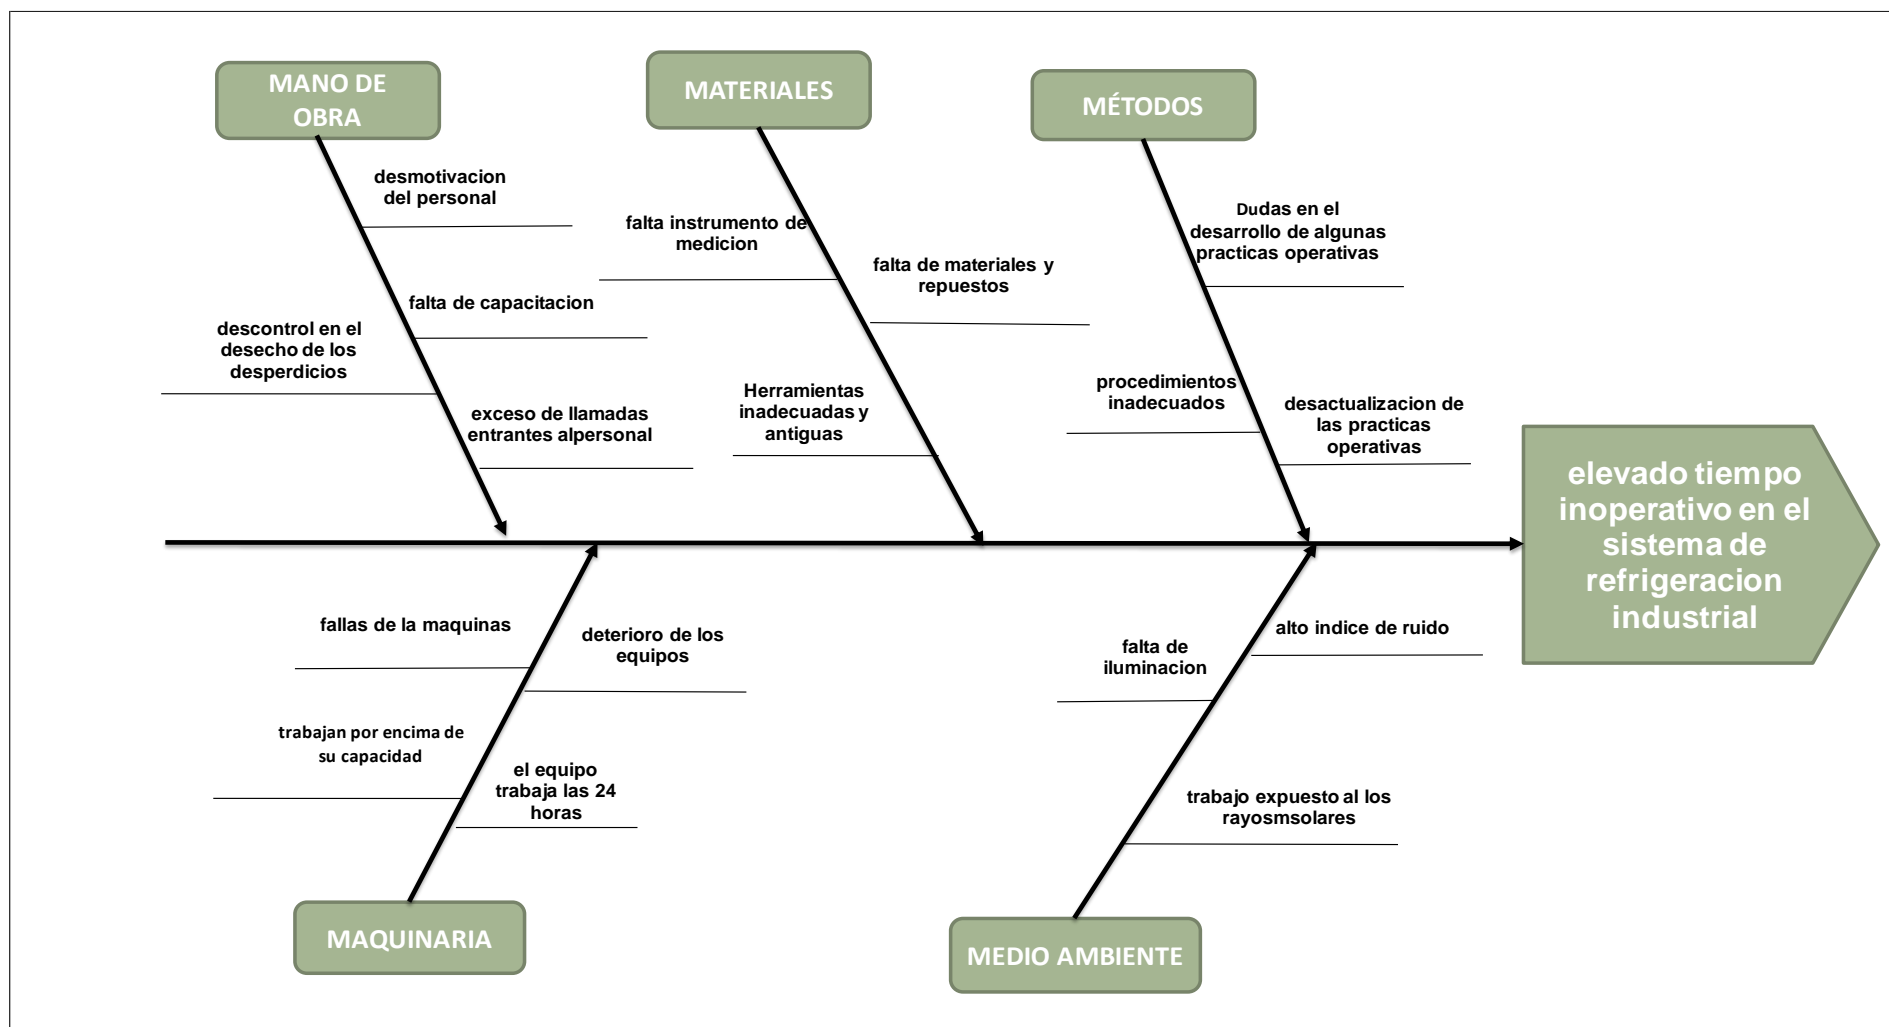 MANO DE
OBRA
MATERIALES
MÉTODOS
desmotivacion
del personal
falta de capacitacion
descontrol en el
desecho de los
desperdicios
exceso de llamadas
entrantes alpersonal
falta instrumento de
medicion
falta de materiales y
repuestos
Herramientas
inadecuadas y
antiguas
Dudas en el
desarrollo de algunas
practicas operativas
procedimientos
inadecuados
desactualizacion de
las practicas
operativas
elevado tiempo
inoperativo en el
sistema de
refrigeracion
industrial
fallas de la maquinas
deterioro de los
equipos
trabajan por encima de
su capacidad
el equipo
trabaja las 24
horas
falta de
iluminacion
alto indice de ruido
trabajo expuesto al los
rayosmsolares
MAQUINARIA
MEDIO AMBIENTE